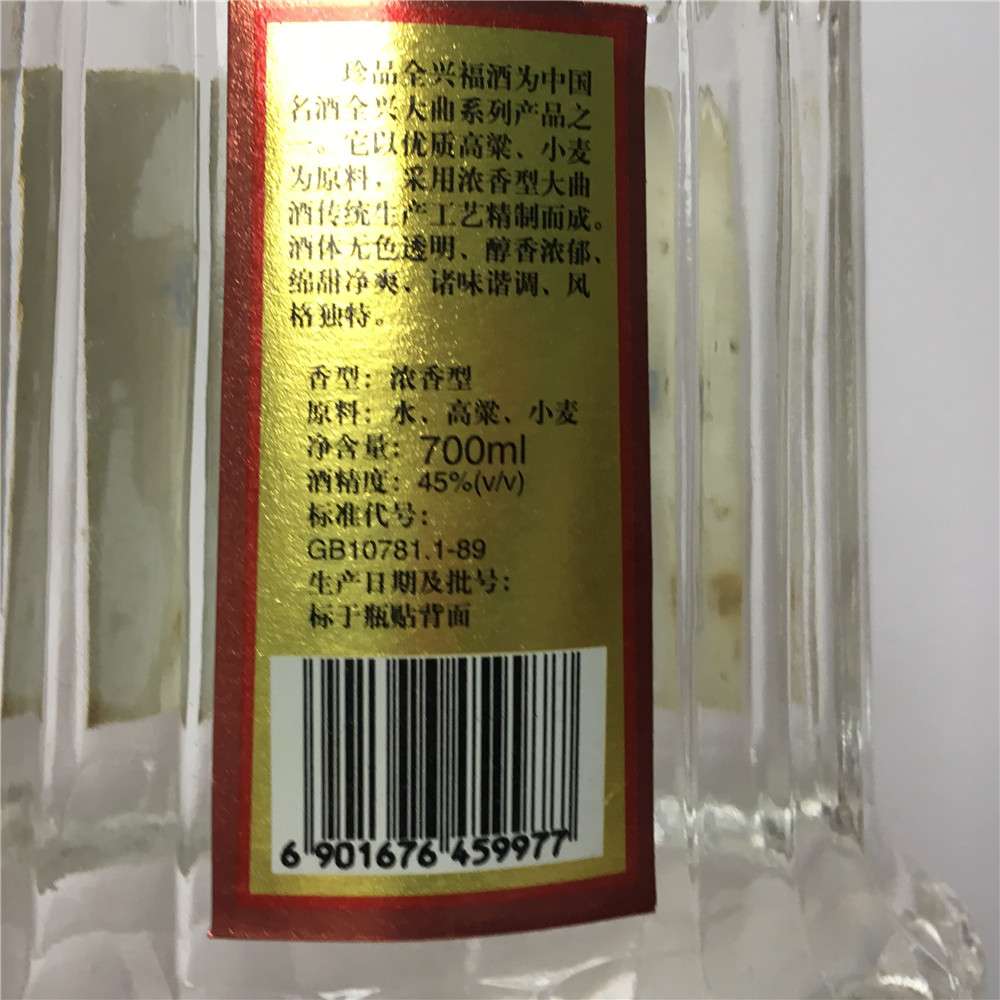 珍品全兴福酒为中国
名酒全兴大曲系列产品之
一。它以优质高粱、小麦
为原料，采用浓香型大曲
酒传统生产工艺精制而成。
酒体无色透明、醇香浓郁、
绵甜净爽、诸味谐调、风
格独特。
香型：浓香型
原料：水、高粱、小麦
净含量：700ml
酒精度：45%(v/v)
标准代号：
GB10781.1-89
生产日期及批号：
标于瓶贴背面
6 901676 459977